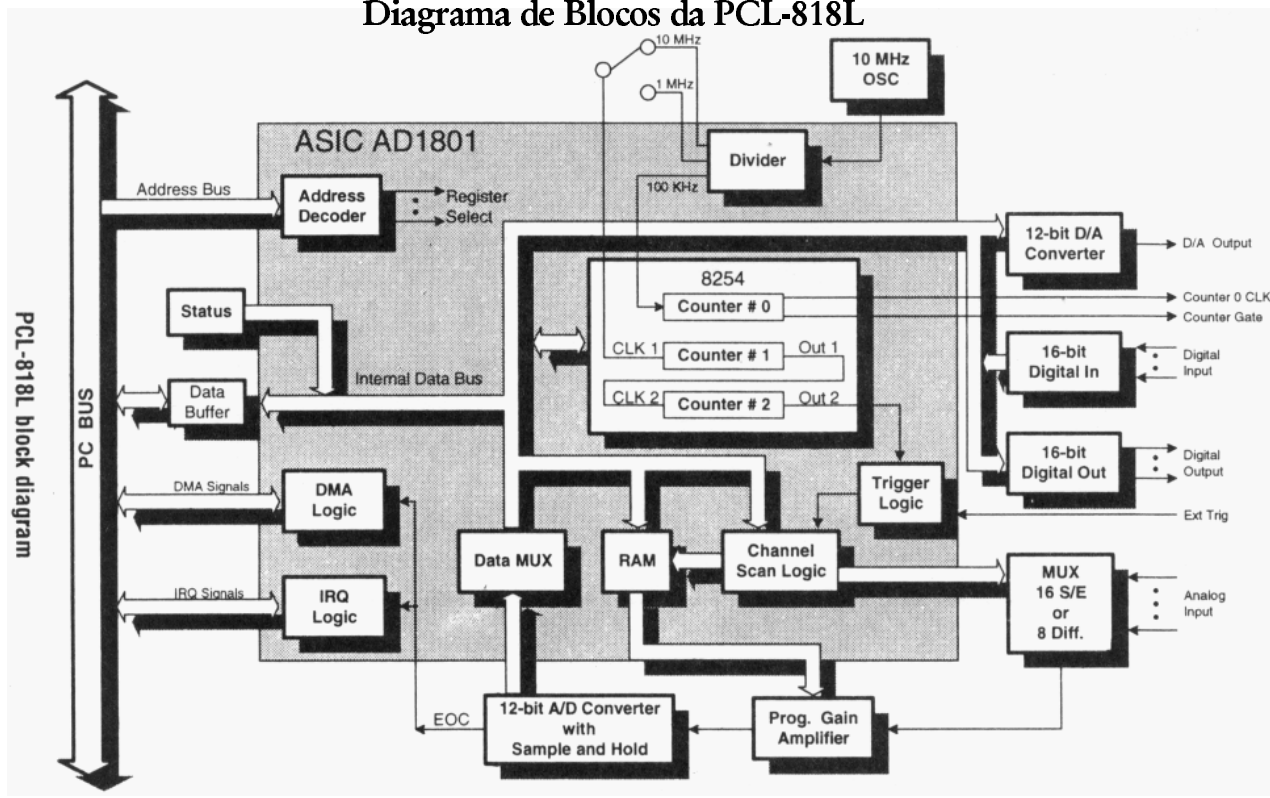 Diagrama de Blocos da PCL-818L
10 MHz
1 MHz
10 MHz
OSC
ASIC AD1801
Divider
100 KHz
Address Bus
Address
Decoder
Register
Select
12-bit D/A
Converter
D/A Output
8254
Counter # 0
Counter 0 CLK
Counter Gate
Status
CLK 1
Counter # 1
Out 1
16-bit
Digital In
Digital
Input
Internal Data Bus
Data
Buffer
CLK 2
Counter # 2
Out 2
PCL-818L block diagram
PC BUS
16-bit
Digital Out
Digital
Output
DMA Signals
DMA
Logic
Trigger
Logic
Ext Trig
Data MUX
RAM
Channel
Scan Logic
MUX
16 S/E
or
8 Diff.
Analog
Input
IRQ Signals
IRQ
Logic
EOC
12-bit A/D Converter
with
Sample and Hold
Prog. Gain
Amplifier